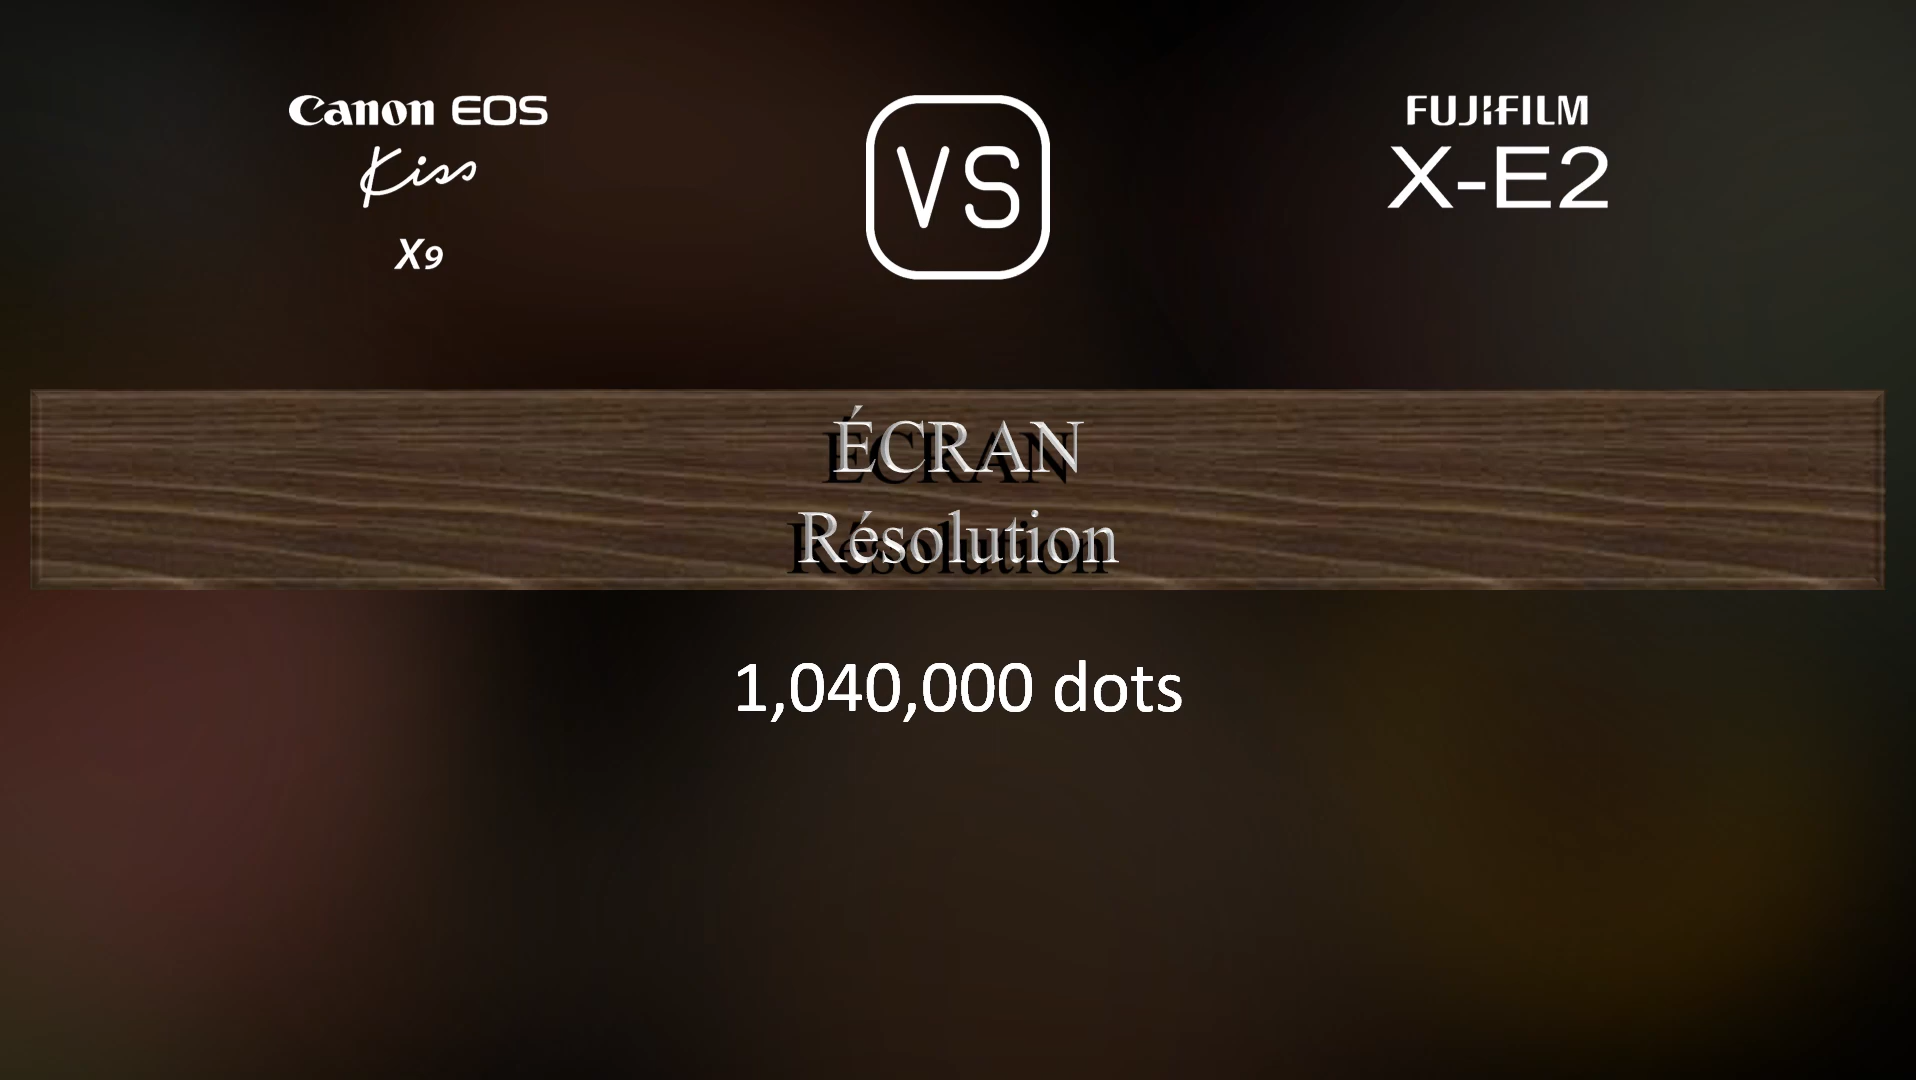 Canon EOS
Kiss
X9
VS
FUJIFILM
X-E2
ÉCRAN
Résolution
1,040,000 dots